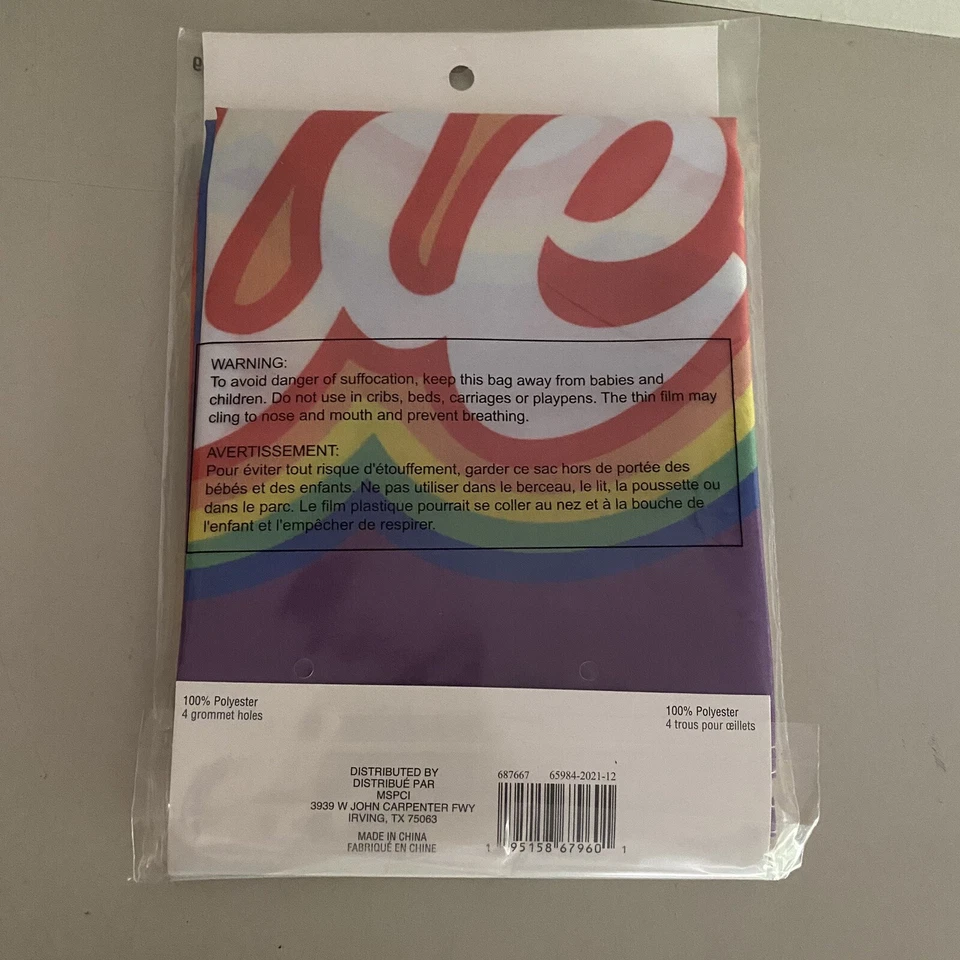 ve
WARNING:
To avoid danger of suffocation, keep this bag away from babies and
children. Do not use in cribs, beds, carriages or playpens. The thin film may
cling to nose and mouth and prevent breathing.
AVERTISSEMENT:
Pour éviter tout risque d'étouffement, garder ce sac hors de portée des
bébés et des enfants. Ne pas utiliser dans le berceau, le lit, la poussette ou
dans le parc. Le film plastique pourrait se coller au nez et à la bouche de
l'enfant et l'empêcher de respirer.
100% Polyester
4 grommet holes
100% Polyester
4 trous pour œillets
DISTRIBUTED BY
DISTRIBUÉ PAR
MSPCI
3939 W JOHN CARPENTER FWY
IRVING, TX 75063
MADE IN CHINA
FABRIQUÉ EN CHINE
687667 65984-2021-12
1 95158 67960 1